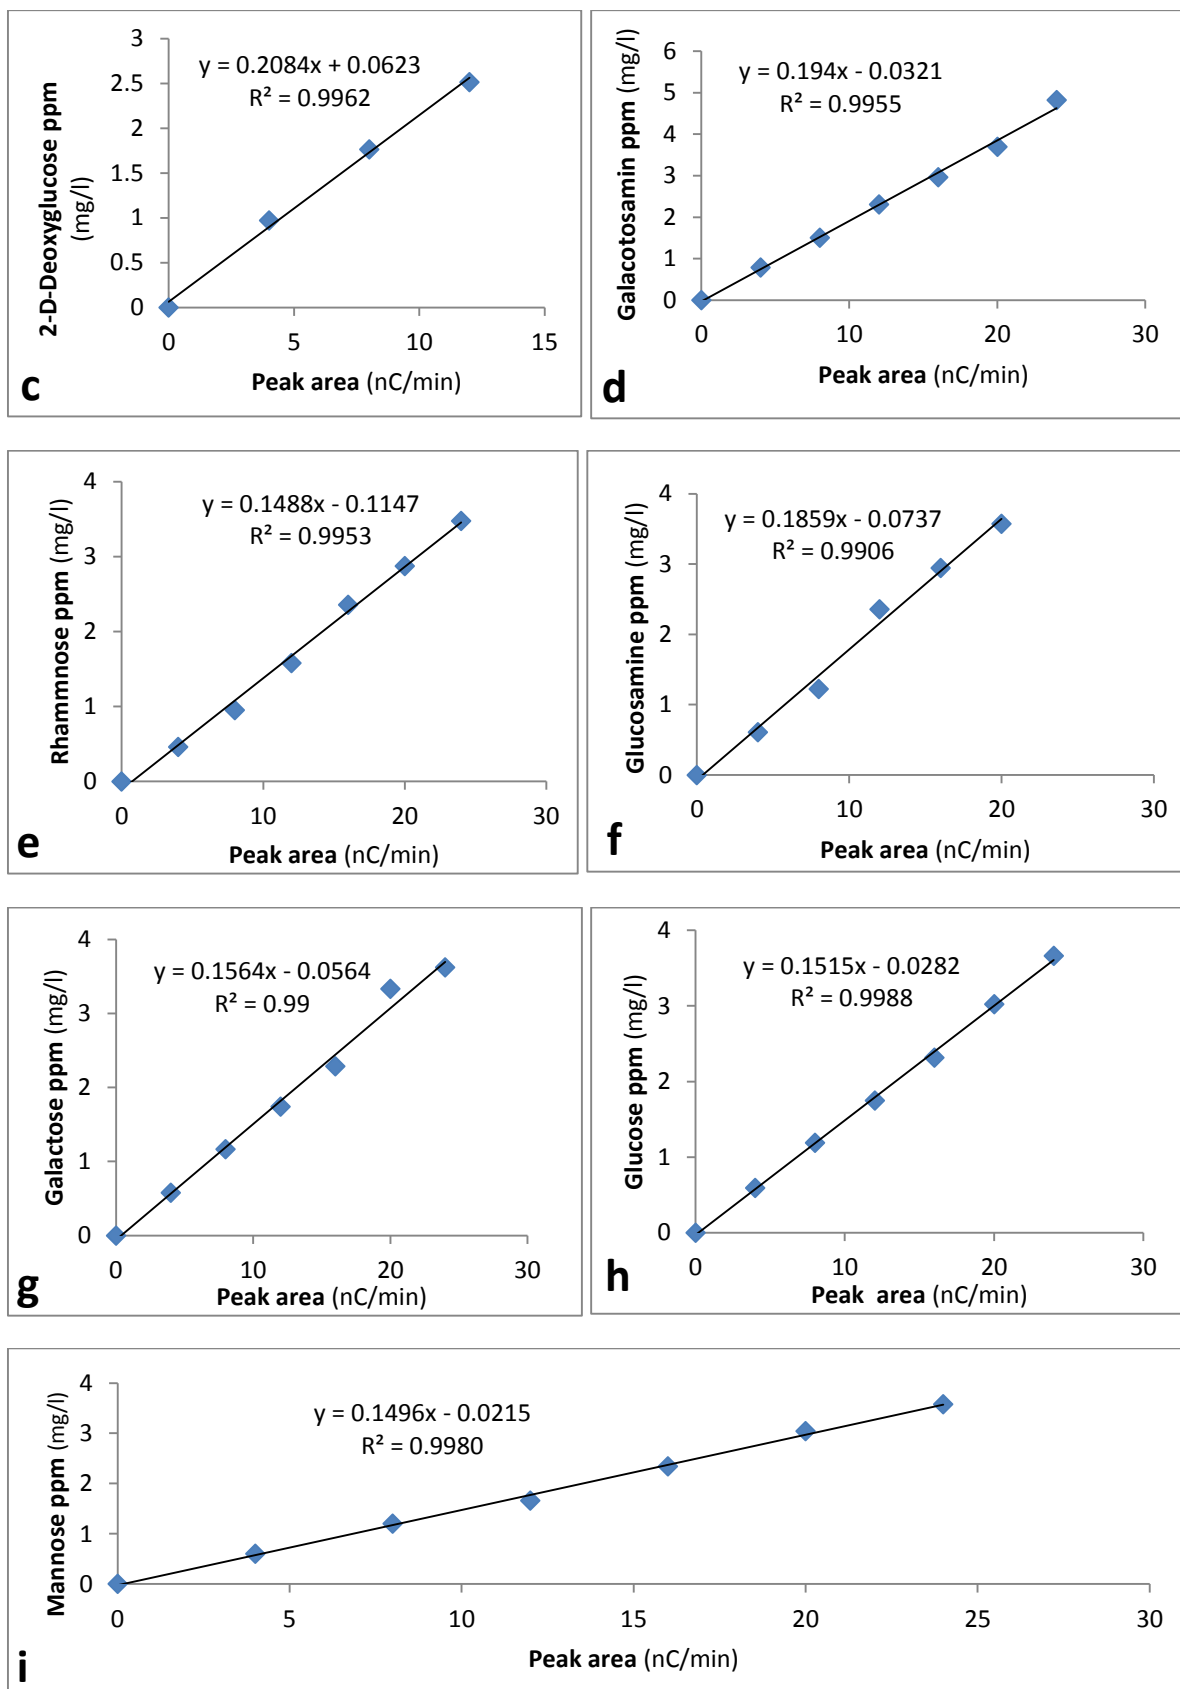 3
2.5
2
1.5
1
0.5
0
0
5
10
15
y = 0.2084x + 0.0623
R² = 0.9962
2-D-Deoxyglucose ppm
(mg/l)
Peak area (nC/min)
c
6
5
4
3
2
1
0
0
10
20
30
y = 0.194x - 0.0321
R² = 0.9955
Galacotosamin ppm (mg/l)
Peak area (nC/min)
d
4
3
2
1
0
0
10
20
30
y = 0.1488x - 0.1147
R² = 0.9953
Rhammnose ppm (mg/l)
Peak area (nC/min)
e
4
3
2
1
0
0
10
20
30
y = 0.1859x - 0.0737
R² = 0.9906
Glucosamine ppm (mg/l)
Peak area (nC/min)
f
4
3
2
1
0
0
10
20
30
y = 0.1564x - 0.0564
R² = 0.99
Galactose ppm (mg/l)
Peak area (nC/min)
g
4
3
2
1
0
0
10
20
30
y = 0.1515x - 0.0282
R² = 0.9988
Glucose ppm (mg/l)
Peak area (nC/min)
h
4
3
2
1
0
0
5
10
15
20
25
30
y = 0.1496x - 0.0215
R² = 0.9980
Mannose ppm (mg/l)
Peak area (nC/min)
i